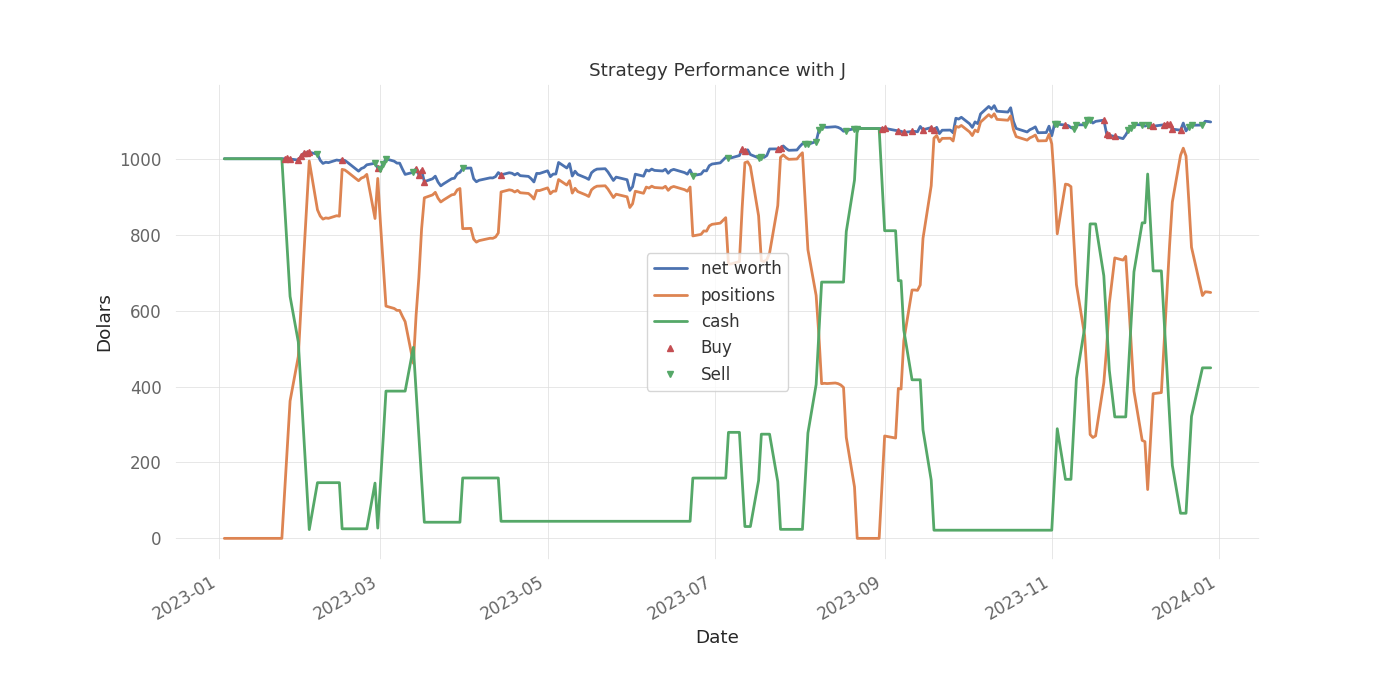 Strategy Performance with J
Dolars
1000
800
600
400
200
0
net worth
positions
cash
Buy
Sell
2023-01
2023-03
2023-05
2023-07
2023-09
2023-11
2024-01
Date